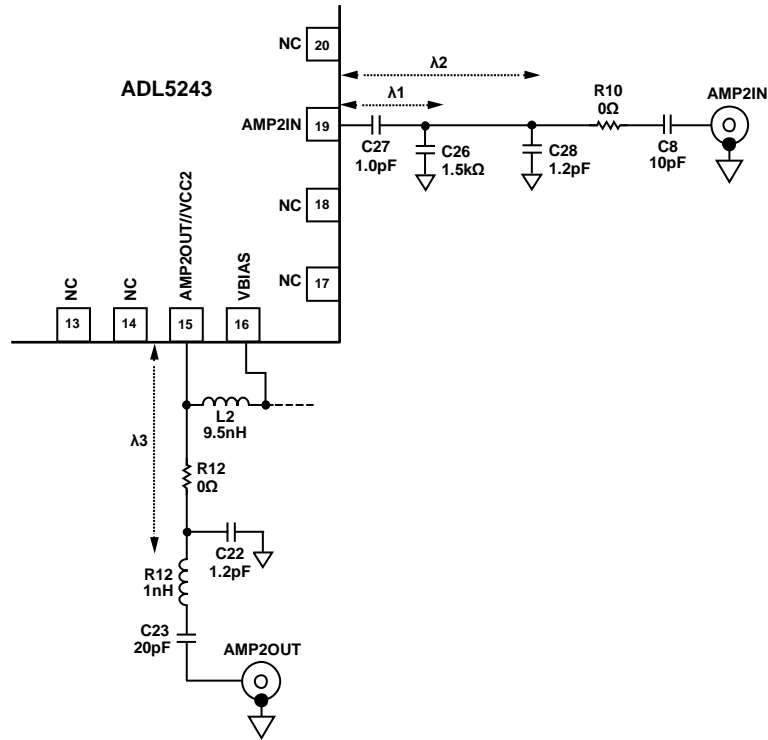 NC
20
λ2
ADL5243
λ1
R10
0Ω
AMP2IN
AMP2IN
19
C27
1.0pF
C26
1.5kΩ
C28
1.2pF
C8
10pF
NC
18
NC
17
NC
NC
AMP2OUT//VCC2
VBIAS
13
14
15
16
L2
9.5nH
λ3
R12
0Ω
C22
1.2pF
R12
1nH
C23
20pF
AMP2OUT